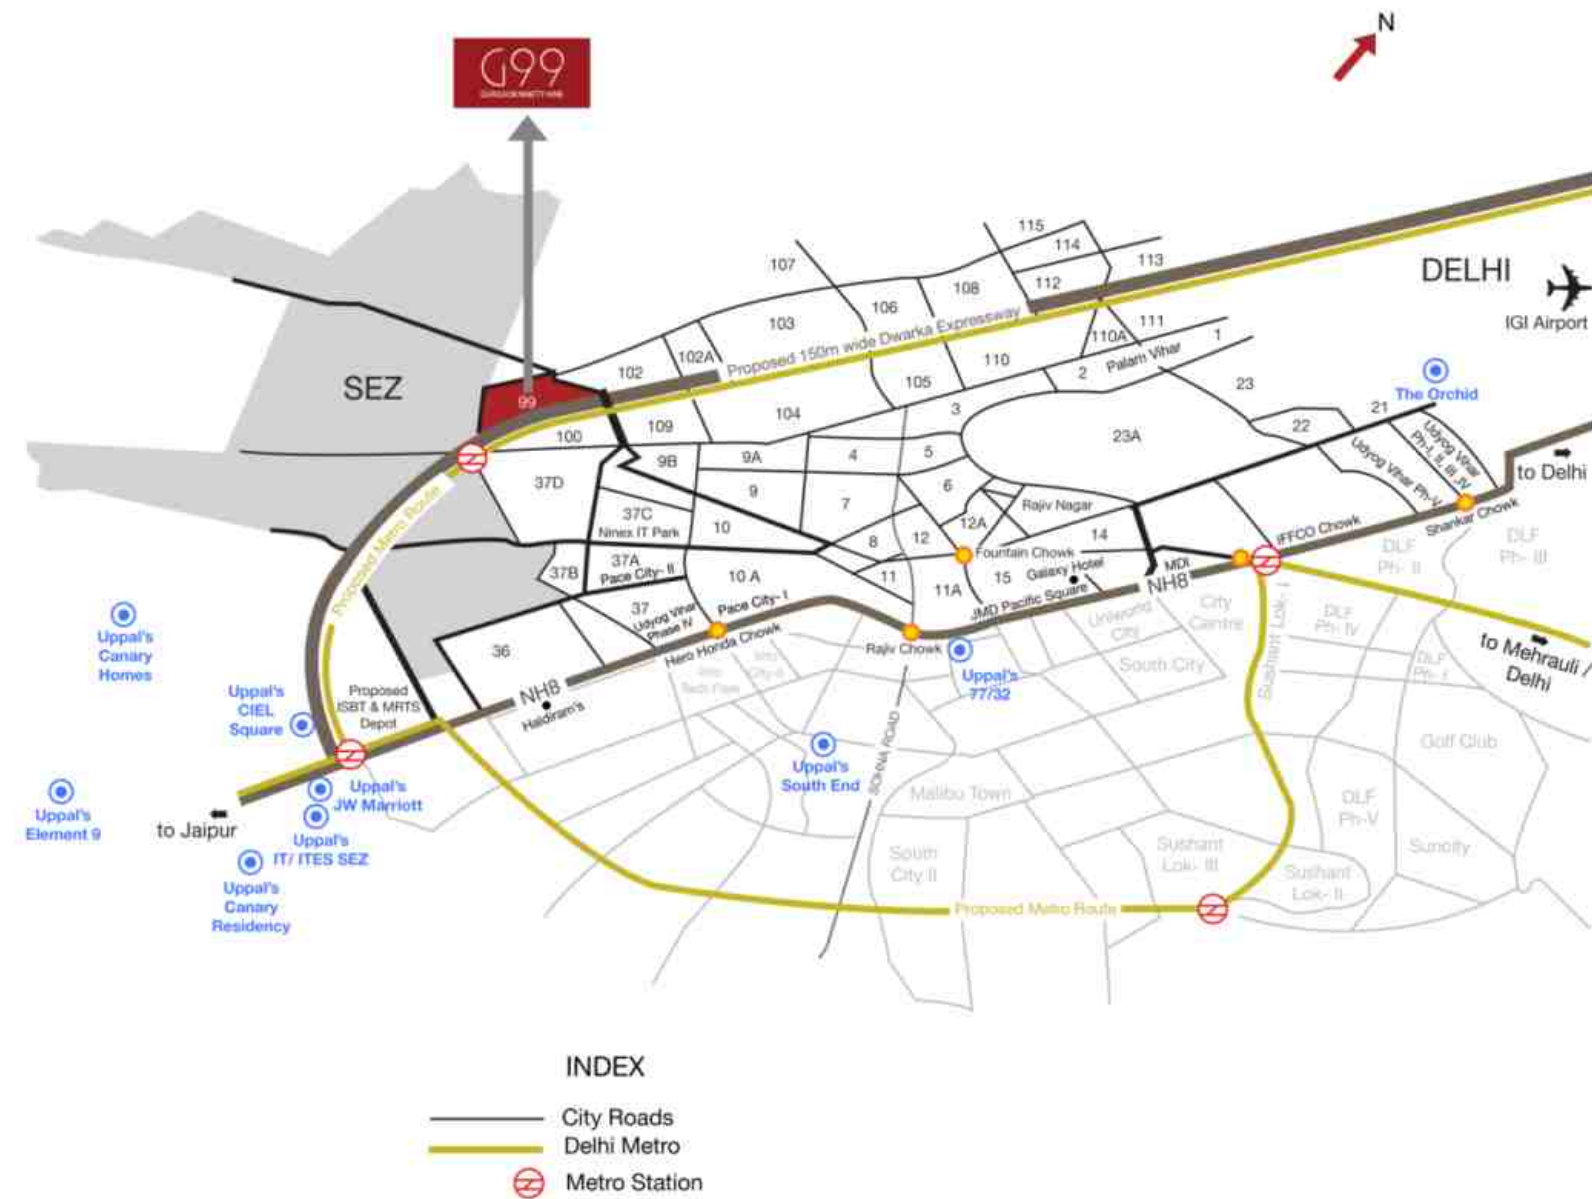 N
G99
115
114
107
113
DELHI
108
112
106
IGI Airport
103
111
110A
1
102A
Proposed 150m wide Dwarka Expressway
110
Palam Vihar
102
2
SEZ
105
23
The Orchid
99
104
3
21
109
22
100
23A
Udyog Vihar
Ph-I, II, III ,IV
9B
9A
4
5
Udyog Vihar Ph-V
to Delhi
37D
9
6
7
Rajiv Nagar
Proposed Metro Route
37C
Ninex IT Park
10
12A
Shankar Chowk
8
12
14
IFFCO Chowk
DLF
Ph- II
DLF
Ph- III
Fountain Chowk
37A
Pace City- II
37B
10 A
11
11A
15
Galaxy Hotel
MDI
NH8
JMD Pacific Square
37
Udyog Vihar
Phase IV
Pace City- I
Uniworld
City
City
Centre
Sushant Lok- I
DLF
Ph- IV
to Mehrauli /
Delhi
Uppal's
Canary
Homes
36
Hero Honda Chowk
Rajiv Chowk
South City
DLF
Ph- I
Uppal's
77/32
Uppal's
CIEL
Square
Proposed
ISBT & MRTS
Depot
NH8
Haldiram's
SOHNA ROAD
Golf Club
Uppal's
South End
Uppal's
JW Marriott
Malibu Town
DLF
Ph-V
Uppal's
Element 9
to Jaipur
Uppal's
IT/ ITES SEZ
South
City II
Sushant
Lok- III
Suncity
Sushant
Lok- II
Uppal's
Canary
Residency
Proposed Metro Route
INDEX
City Roads
Delhi Metro
Metro Station